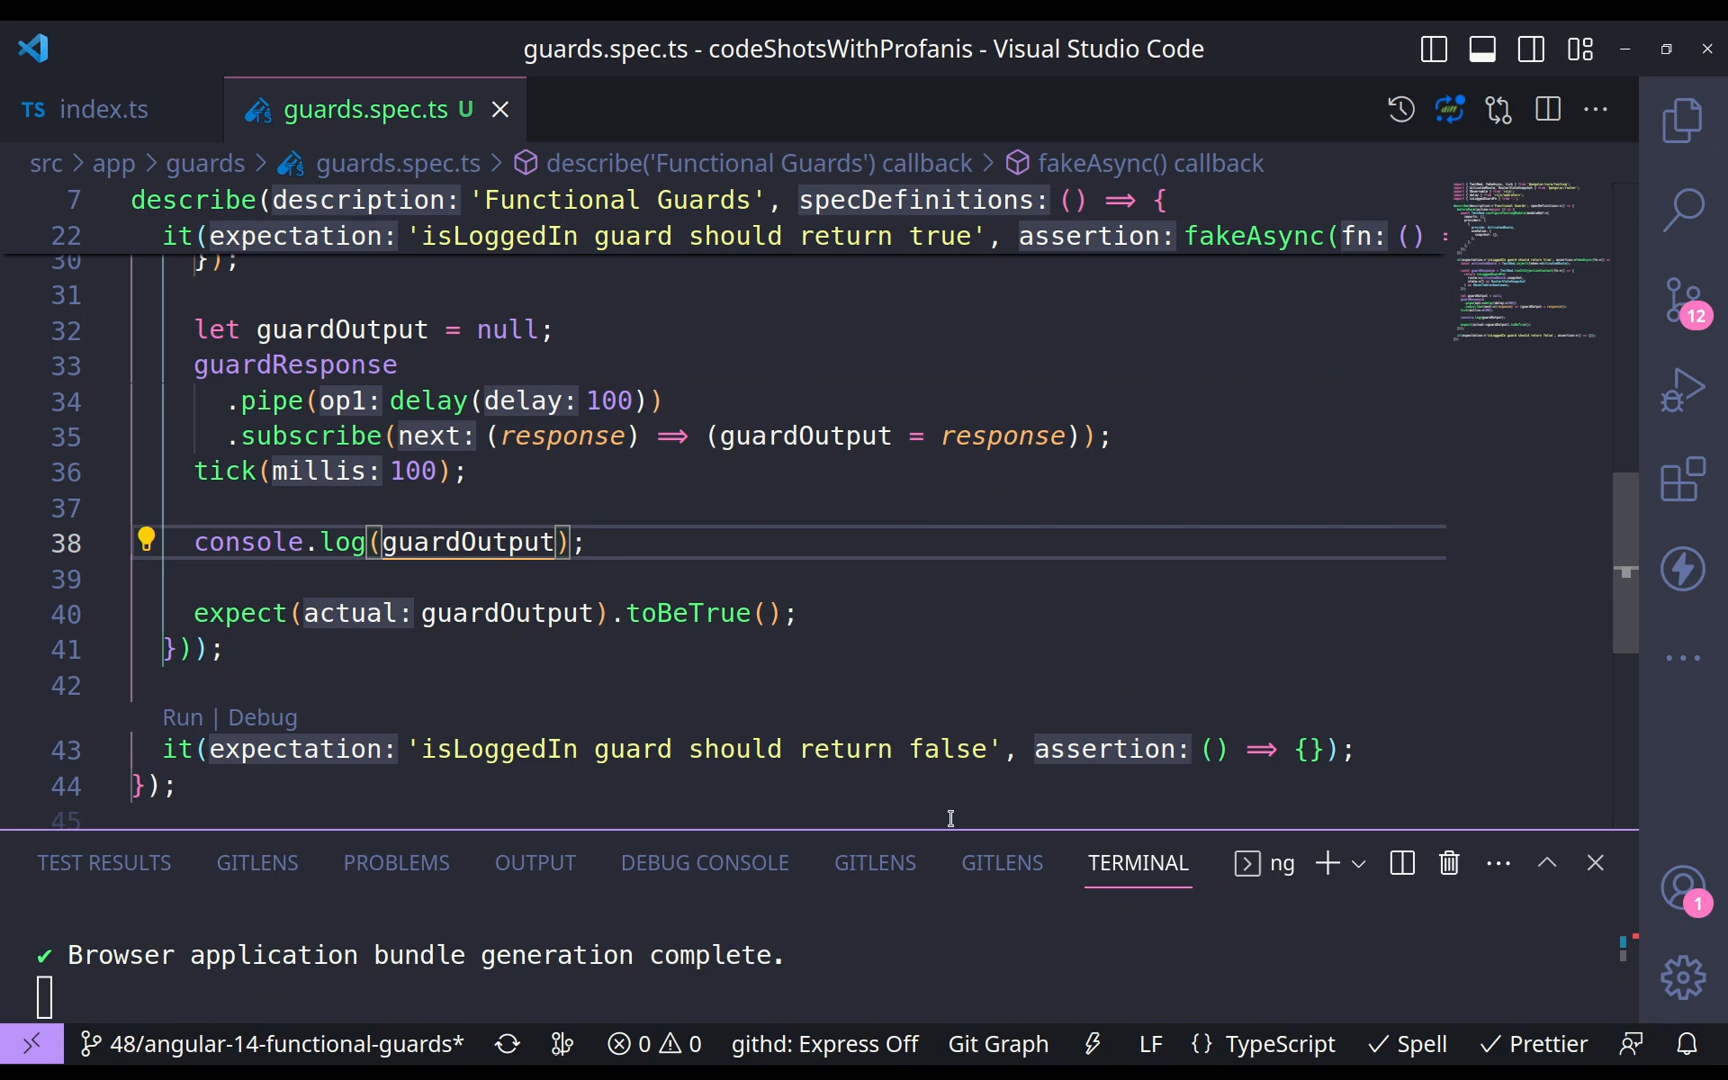 guards.spec.ts - codeShotsWithProfanis - Visual Studio Code
TS index.ts
guards.spec.ts U
diff
src > app > guards > guards.spec.ts > describe('Functional Guards') callback > fakeAsync() callback
7 describe(description: 'Functional Guards', specDefinitions: () ⇒ {
22 it(expectation: 'isLoggedIn guard should return true', assertion: fakeAsync(fn: () =
30 });
31
32 let guardOutput = null;
33 guardResponse
34 .pipe(op1: delay(delay: 100))
35 .subscribe(next: (response) ⇒ (guardOutput = response));
36 tick(millis: 100);
37
38 console.log(guardOutput);
39
40 expect(actual: guardOutput).toBeTrue();
41 }));
42
Run | Debug
43 it(expectation: 'isLoggedIn guard should return false', assertion: () ⇒ {});
44 });
45
12
TEST RESULTS GITLENS PROBLEMS OUTPUT DEBUG CONSOLE GITLENS GITLENS TERMINAL ng
✔ Browser application bundle generation complete.
1
48/angular-14-functional-guards* 0 0 githd: Express Off Git Graph LF {} TypeScript ✓ Spell ✓ Prettier